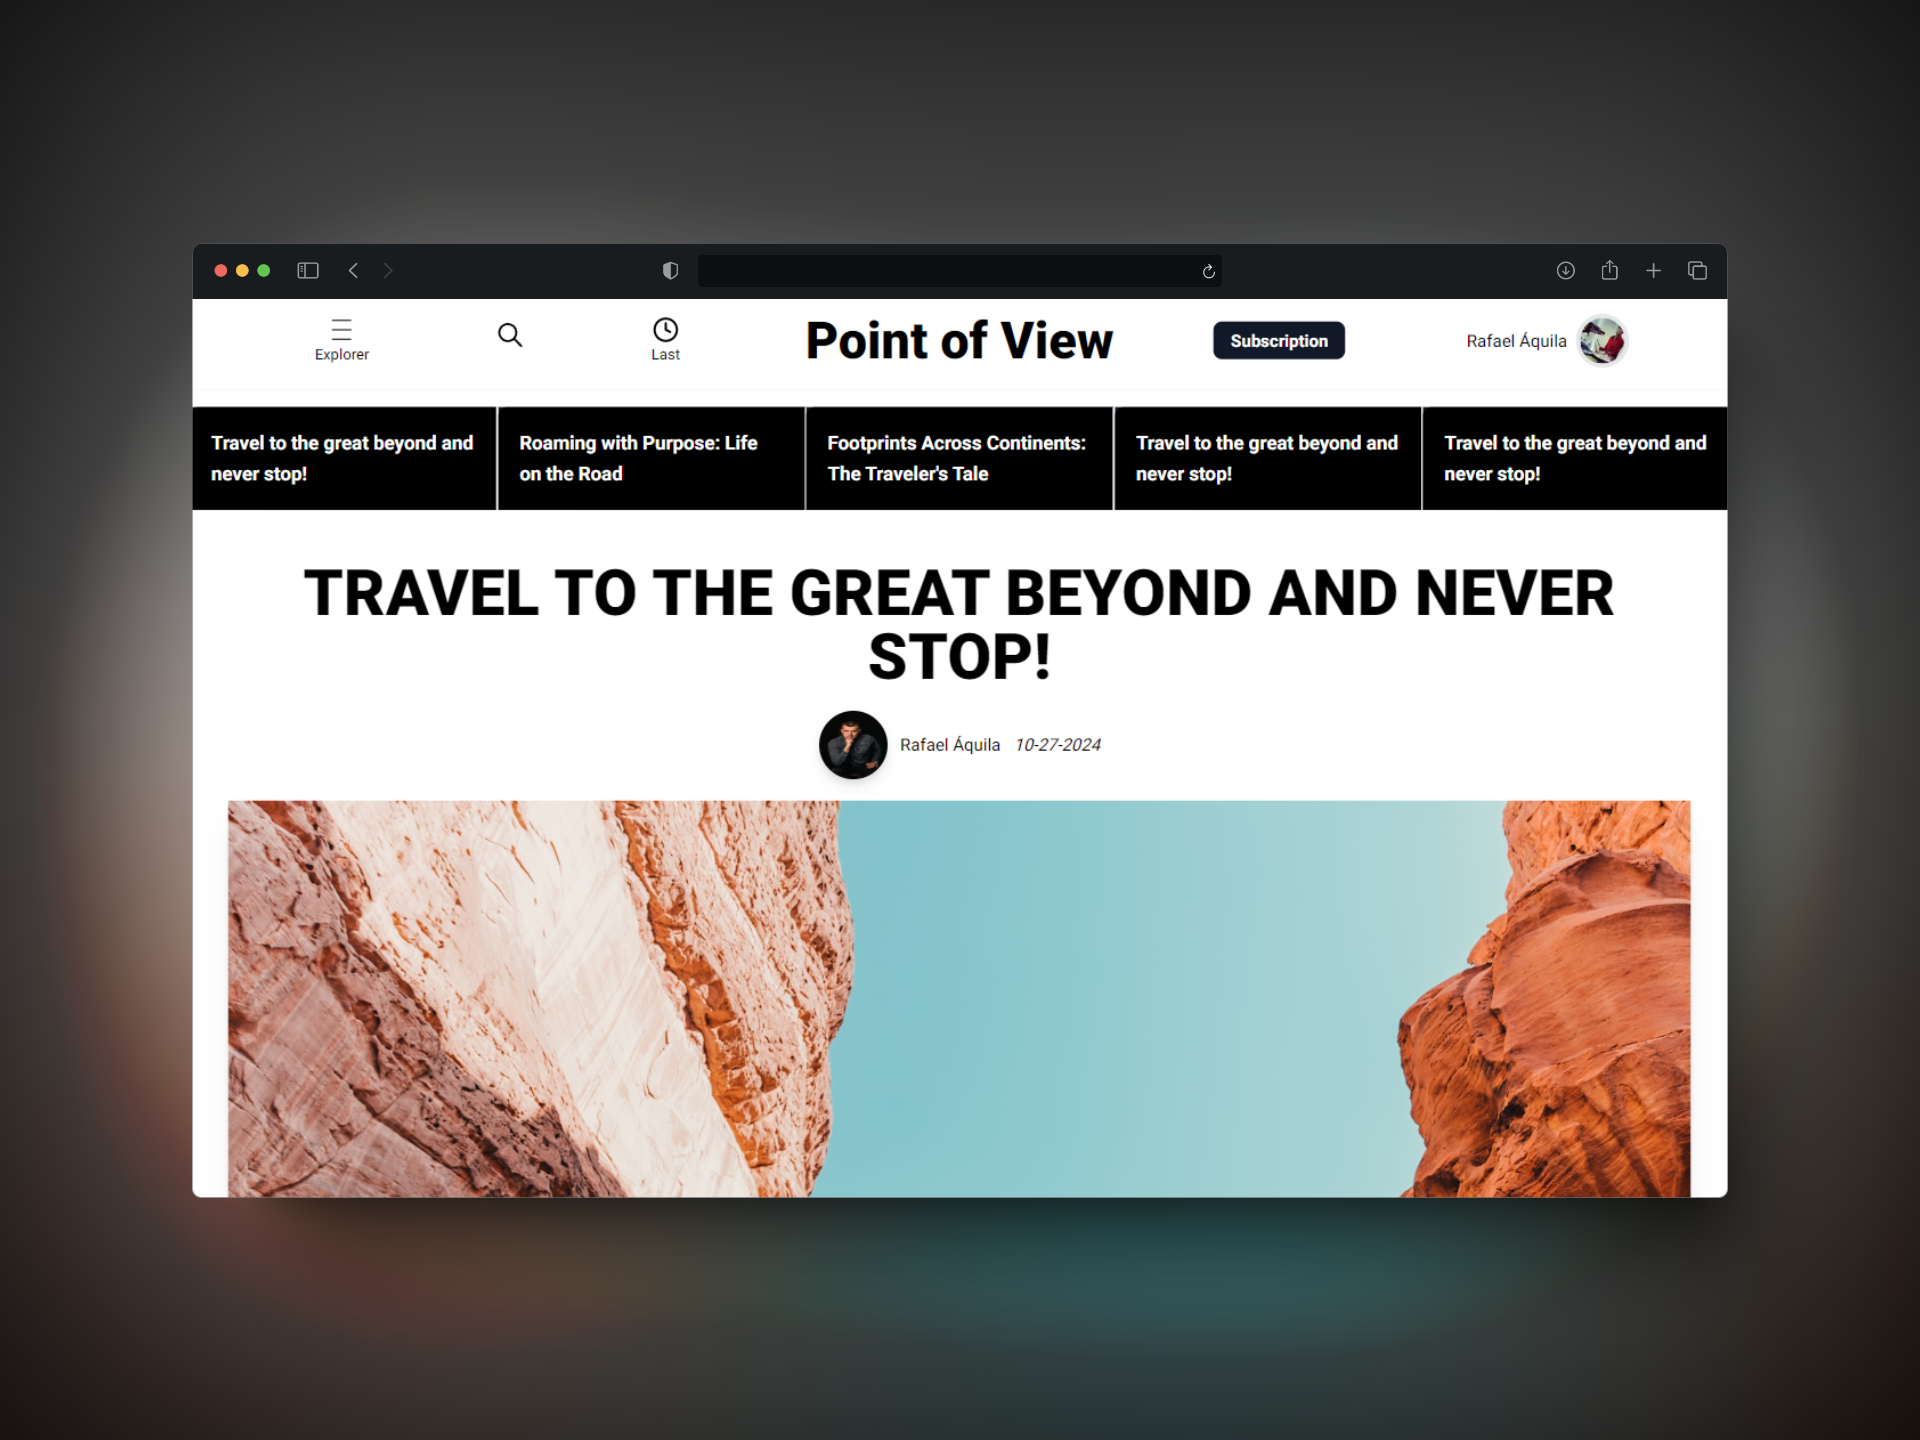 Explorer
Last
Point of View
Subscription
Rafael Áquila
Travel to the great beyond and
never stop!
Roaming with Purpose: Life
on the Road
Footprints Across Continents:
The Traveler's Tale
Travel to the great beyond and
never stop!
Travel to the great beyond and
never stop!
TRAVEL TO THE GREAT BEYOND AND NEVER
STOP!
Rafael Áquila 10-27-2024